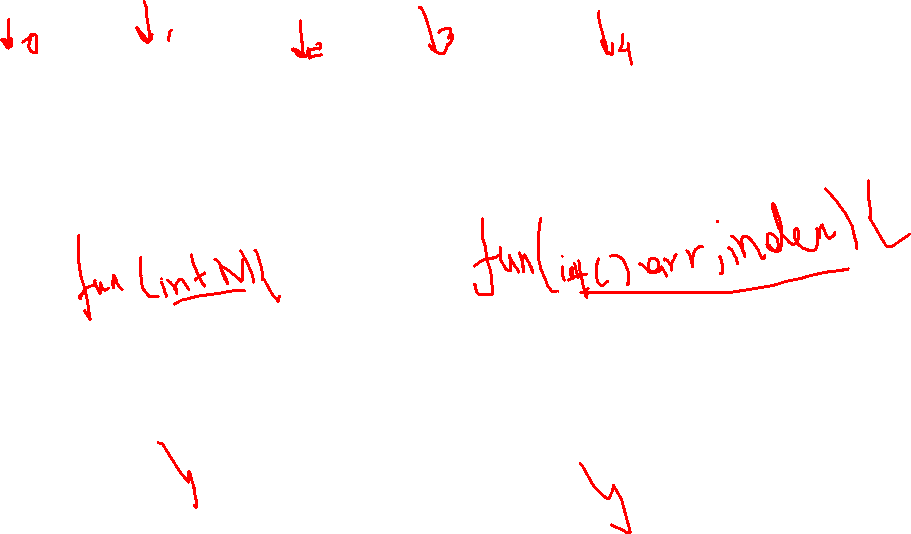 0 1 2 3 4
fun(int N){ fun(int() arr, index){
}
}